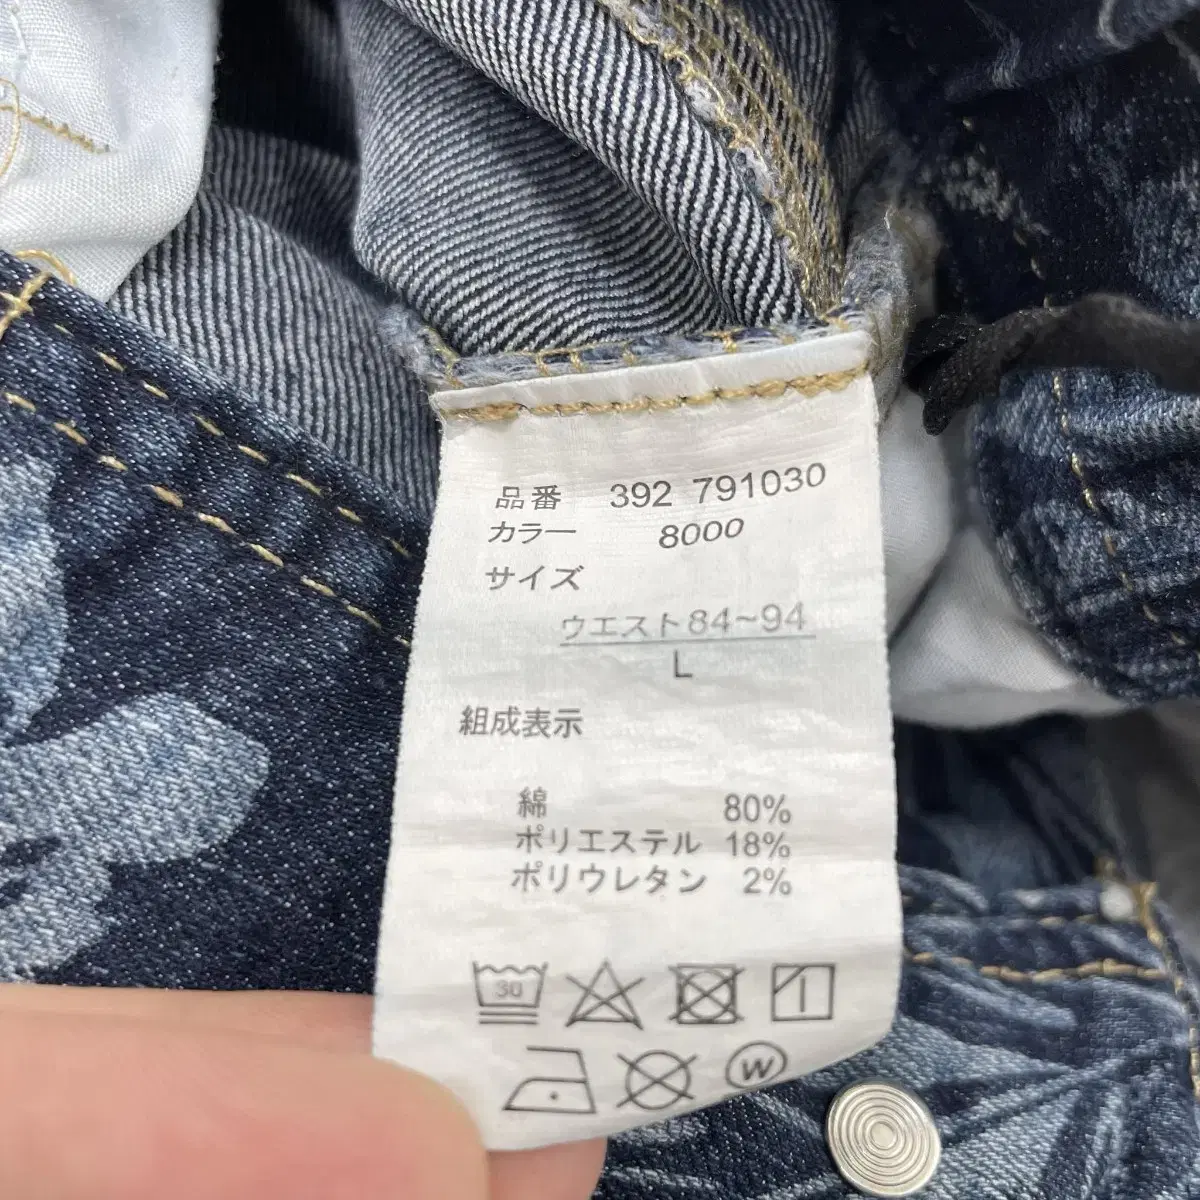 品番 392 791030
カラー 8000
サイズ
ウエスト84~94
L
組成表示
綿 80%
ポリエステル 18%
ポリウレタン 2%
30
W